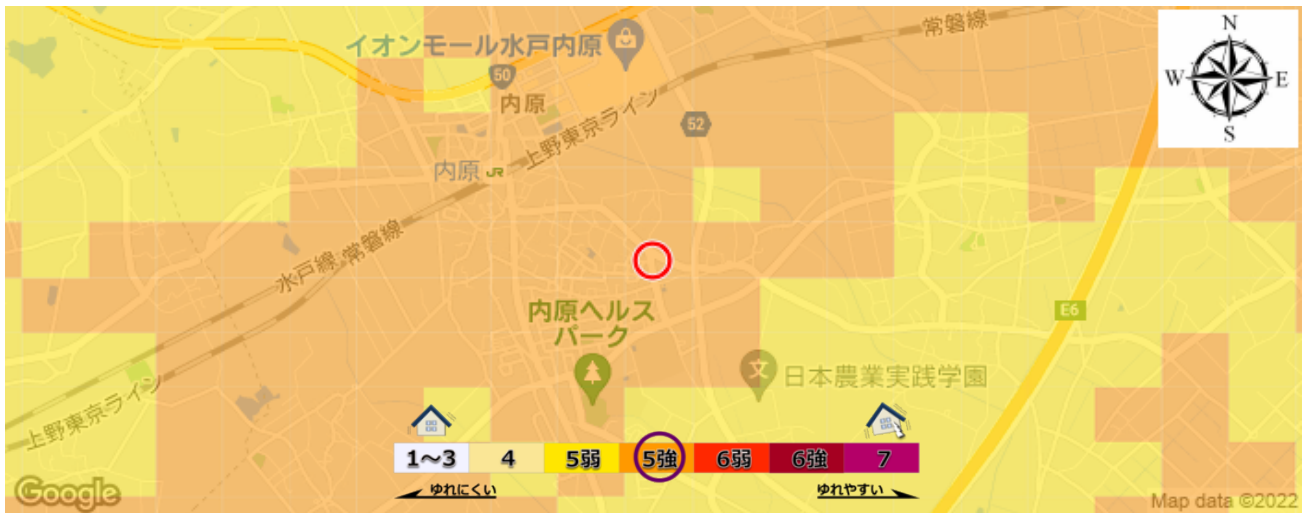 イオンモール水戸内原
常磐線
N
W
E
S
50
内原
上野東京ライン
52
内原
JR
水戸線
常磐線
内原ヘルス
パーク
E6
文
日本農業実践学園
上野東京ライン
1～3 4 5弱 5強 6弱 6強 7
ゆれにくい
ゆれやすい
Google
Map data ©2022